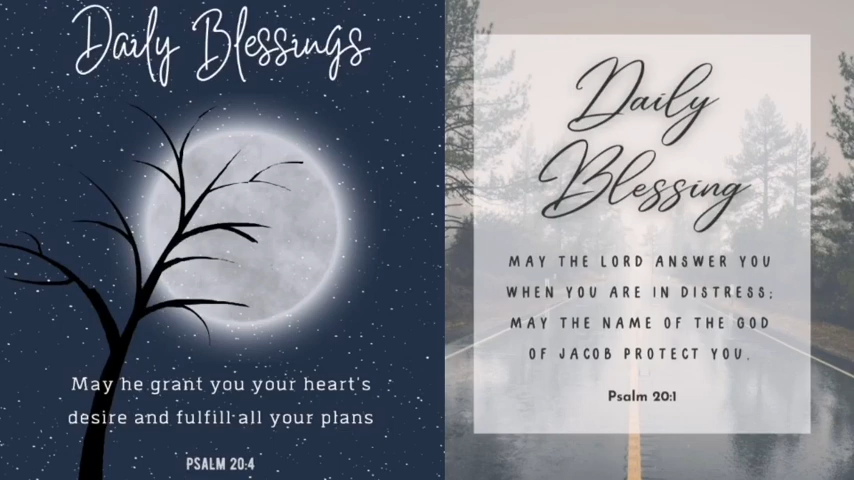 Daily Blessings
May he grant you your heart's
desire and fulfill all your plans
PSALM 20:4
Daily
Blessing
MAY THE LORD ANSWER YOU
WHEN YOU ARE IN DISTRESS;
MAY THE NAME OF THE GOD
OF JACOB PROTECT YOU.
Psalm 20:1